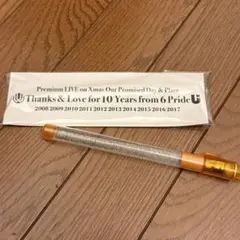 Premium LIVE on Xmas Our Promised Day & Place
Thanks & Love for 10 Years from 6 Pride U
2008 2009 2010 2011 2012 2013 2014 2015 2016 2017